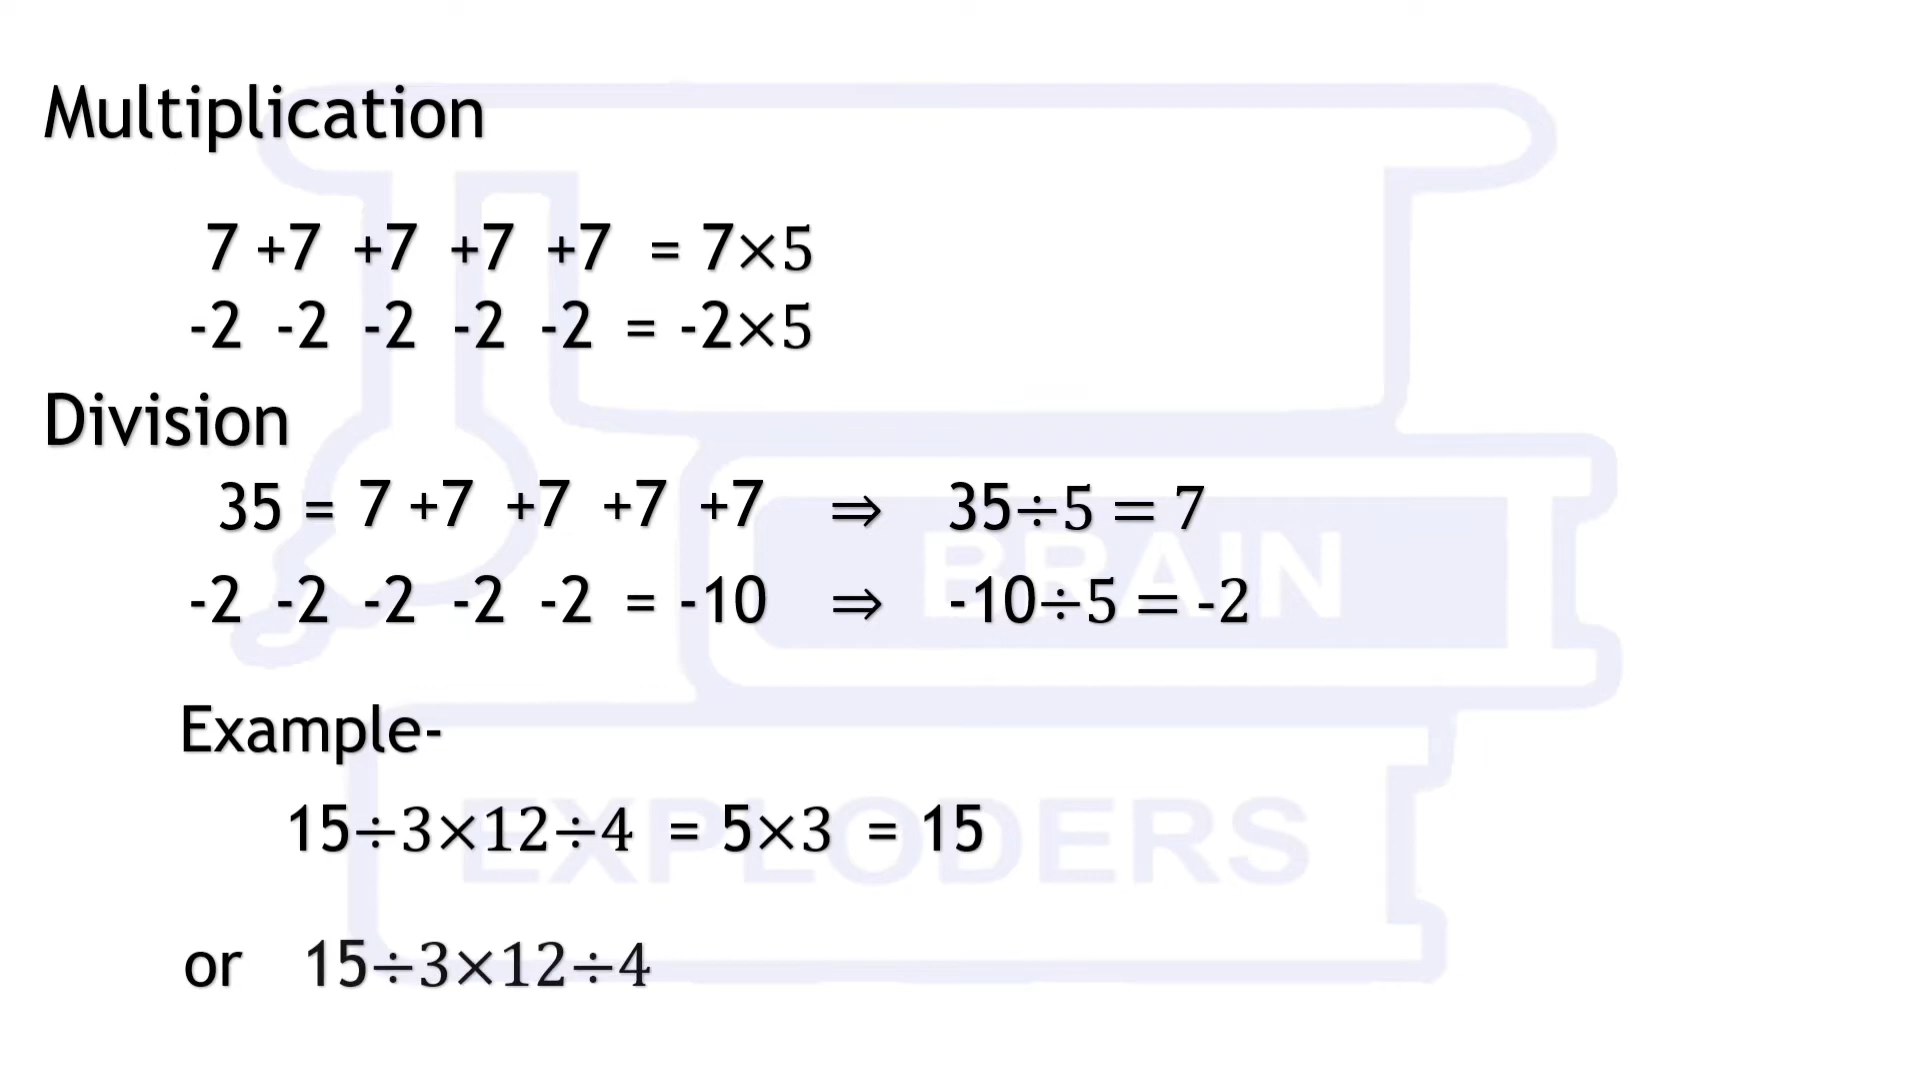 Multiplication
7 +7 +7 +7 +7 = 7×5
-2 -2 -2 -2 -2 = -2×5
Division
35 = 7 +7 +7 +7 +7 ⇒ 35÷5 = 7
-2 -2 -2 -2 -2 = -10 ⇒ -10÷5 = -2
BRAIN
Example-
15÷3×12÷4 = 5×3 = 15
EXPLODERS
or 15÷3×12÷4